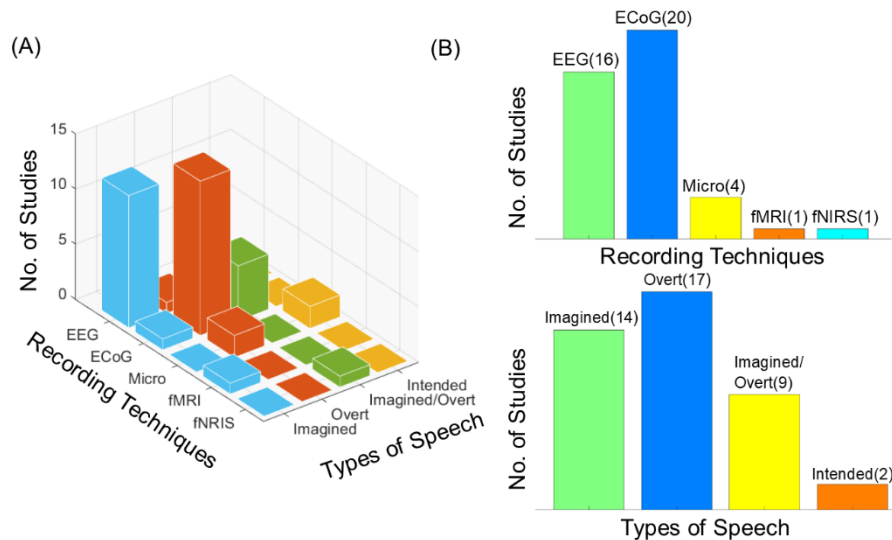 (A)
No. of Studies
15
10
5
0
EEG
ECoG
Micro
fMRI
fNRIS
Recording Techniques
Imagined
Overt
Imagined/Overt
Intended
Types of Speech
(B)
No. of Studies
EEG(16)
ECoG(20)
Micro(4)
fMRI(1)
fNIRS(1)
Recording Techniques
No. of Studies
Imagined(14)
Overt(17)
Imagined/
Overt(9)
Intended(2)
Types of Speech